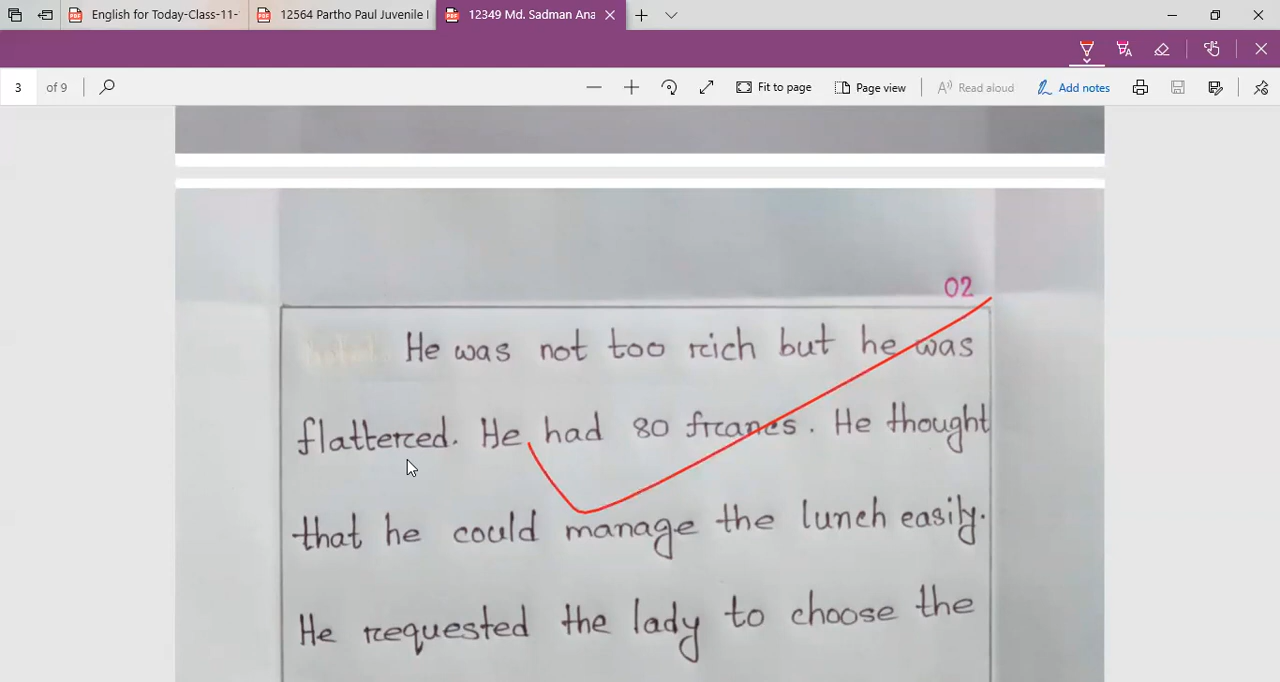 English for Today-Class-11-
12564 Partho Paul Juvenile I
12349 Md. Sadman Ana
3 of 9
Fit to page
Page view
Read aloud
Add notes
02
He was not too rich but he was
flattered. He had 80 francs. He thought
that he could manage the lunch easily.
He requested the lady to choose the